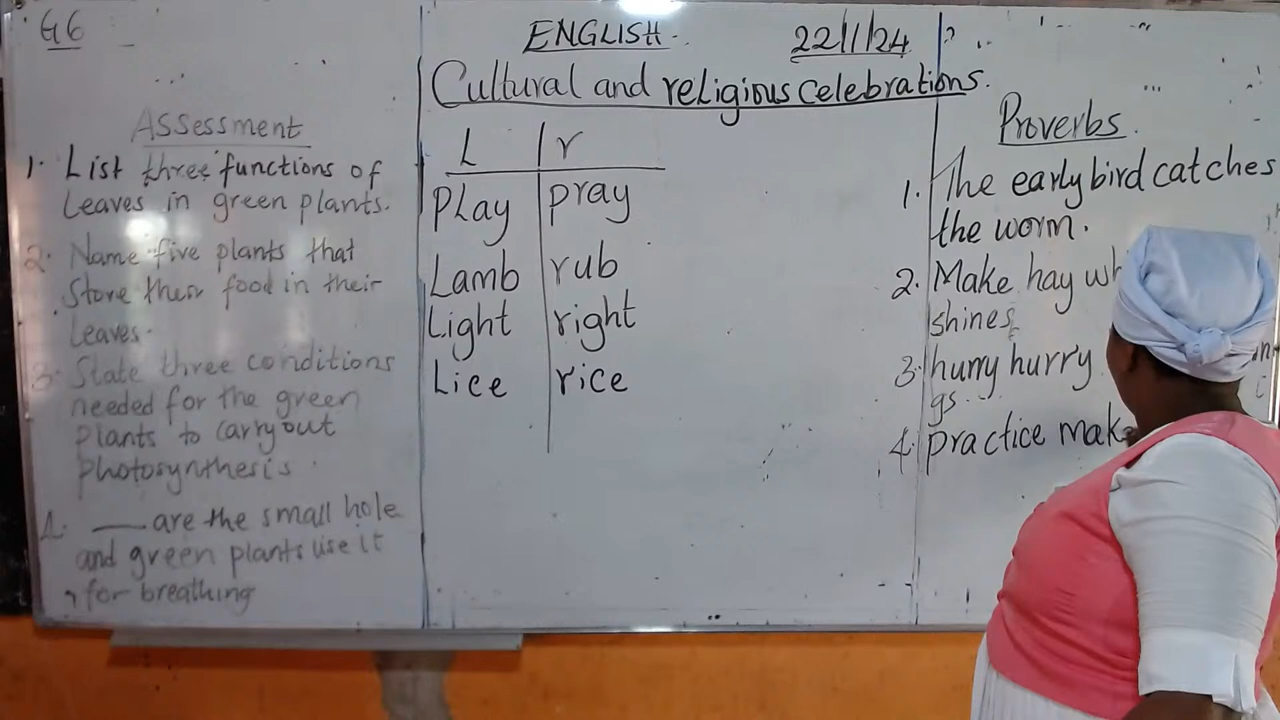 G6
ENGLISH.
22/1/24
Cultural and religious celebrations.
Assessment
1. List three functions of
Leaves in green plants.
2. Name five plants that
Store their food in their
Leaves.
3. State three conditions
needed for the green
plants to carry out
photosynthesis.
4. ___ are the small hole
and green plants use it
for breathing
L r
PLay pray
Lamb rub
Light right
Lice rice
Proverbs.
1. The early bird catches
the worm.
2. Make hay wh
shines
3. hurry hurry
gs.
4. practice mak